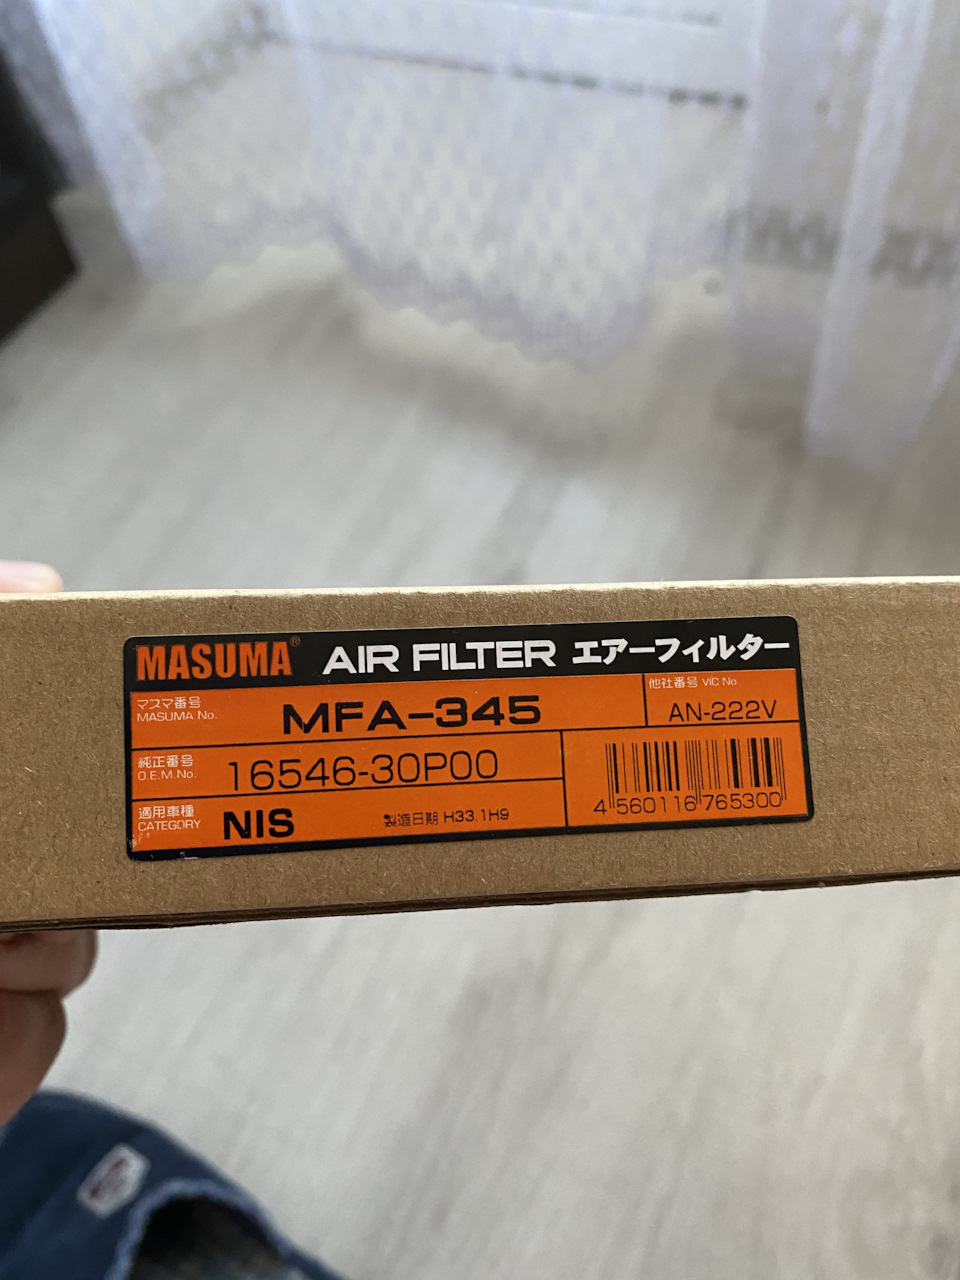 MASUMA® AIR FILTER エアーフィルター
マスマ番号
MASUMA No.
MFA-345
他社番号 VIC No
AN-222V
純正番号
O.E.M.No.
16546-30P00
適用車種
CATEGORY
NIS
製造日期 H33.1H9
4 560116 765300